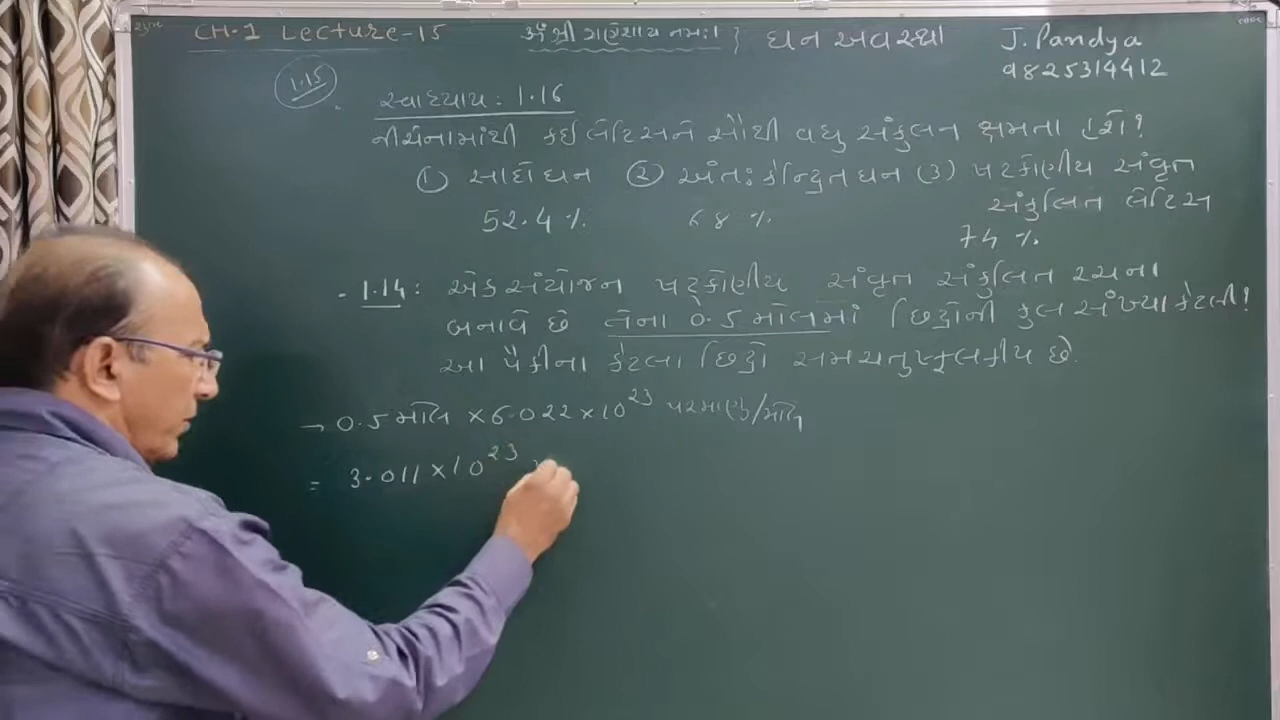 CH-1 Lecture-15 ૐ શ્રી ગણેશાય નમઃ। } ઘન અવસ્થા J. Pandya
9825314412
1.15
સ્વાધ્યાય: 1.16
નીચેનામાંથી કઈ લેટિસને સૌથી વધુ સંકુલન ક્ષમતા હશે?
① સાદો ઘન ② અંતઃકેન્દ્રિત ઘન (૩) ષટ્કોણીય સંવૃત
સંકુલિત લેટિસ
52.4 % ૬8 % 74 %
- 1.14: એક સંયોજન ષટ્કોણીય સંવૃત સંકુલિત રચના
બનાવે છે તેના 0.5 મોલમાં છિદ્રોની કુલ સંખ્યા કેટલી?
આ પૈકીના કેટલા છિદ્રો સમચતુષ્ફલકીય છે.
→ 0.5 મોલ × 6.022 × 10²³ પરમાણુ/મોલ
= 3.011 × 10²³